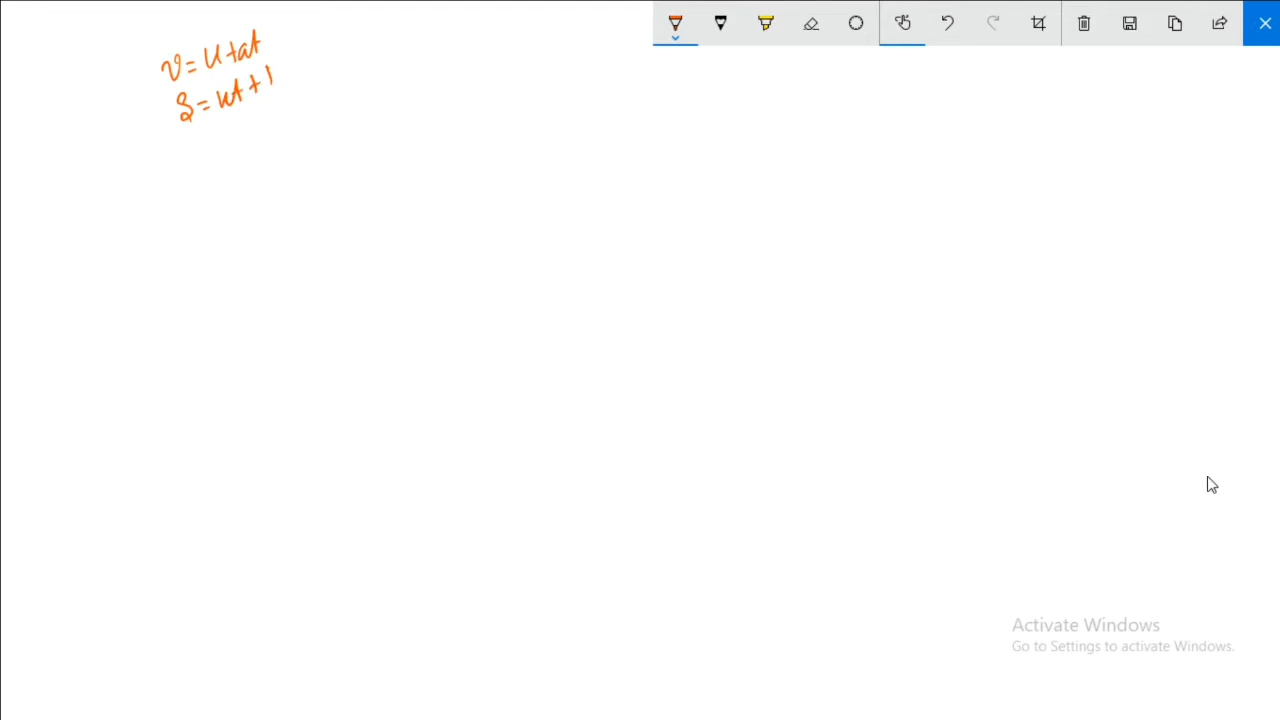 v = u + at
S = ut + 1
Activate Windows
Go to Settings to activate Windows.